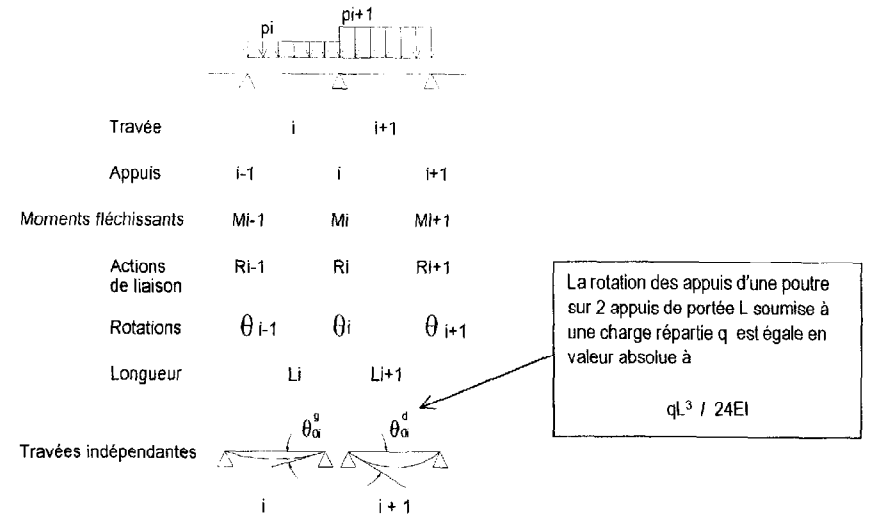 pi pi+1
Travée i i+1
Appuis i-1 i i+1
Moments fléchissants Mi-1 Mi Mi+1
Actions
de liaison Ri-1 Ri Ri+1
Rotations θ i-1 θi θ i+1
Longueur Li Li+1
La rotation des appuis d'une poutre
sur 2 appuis de portée L soumise à
une charge répartie q est égale en
valeur absolue à
qL³ / 24EI
θ0i g θ0i d
Travées indépendantes
i i + 1